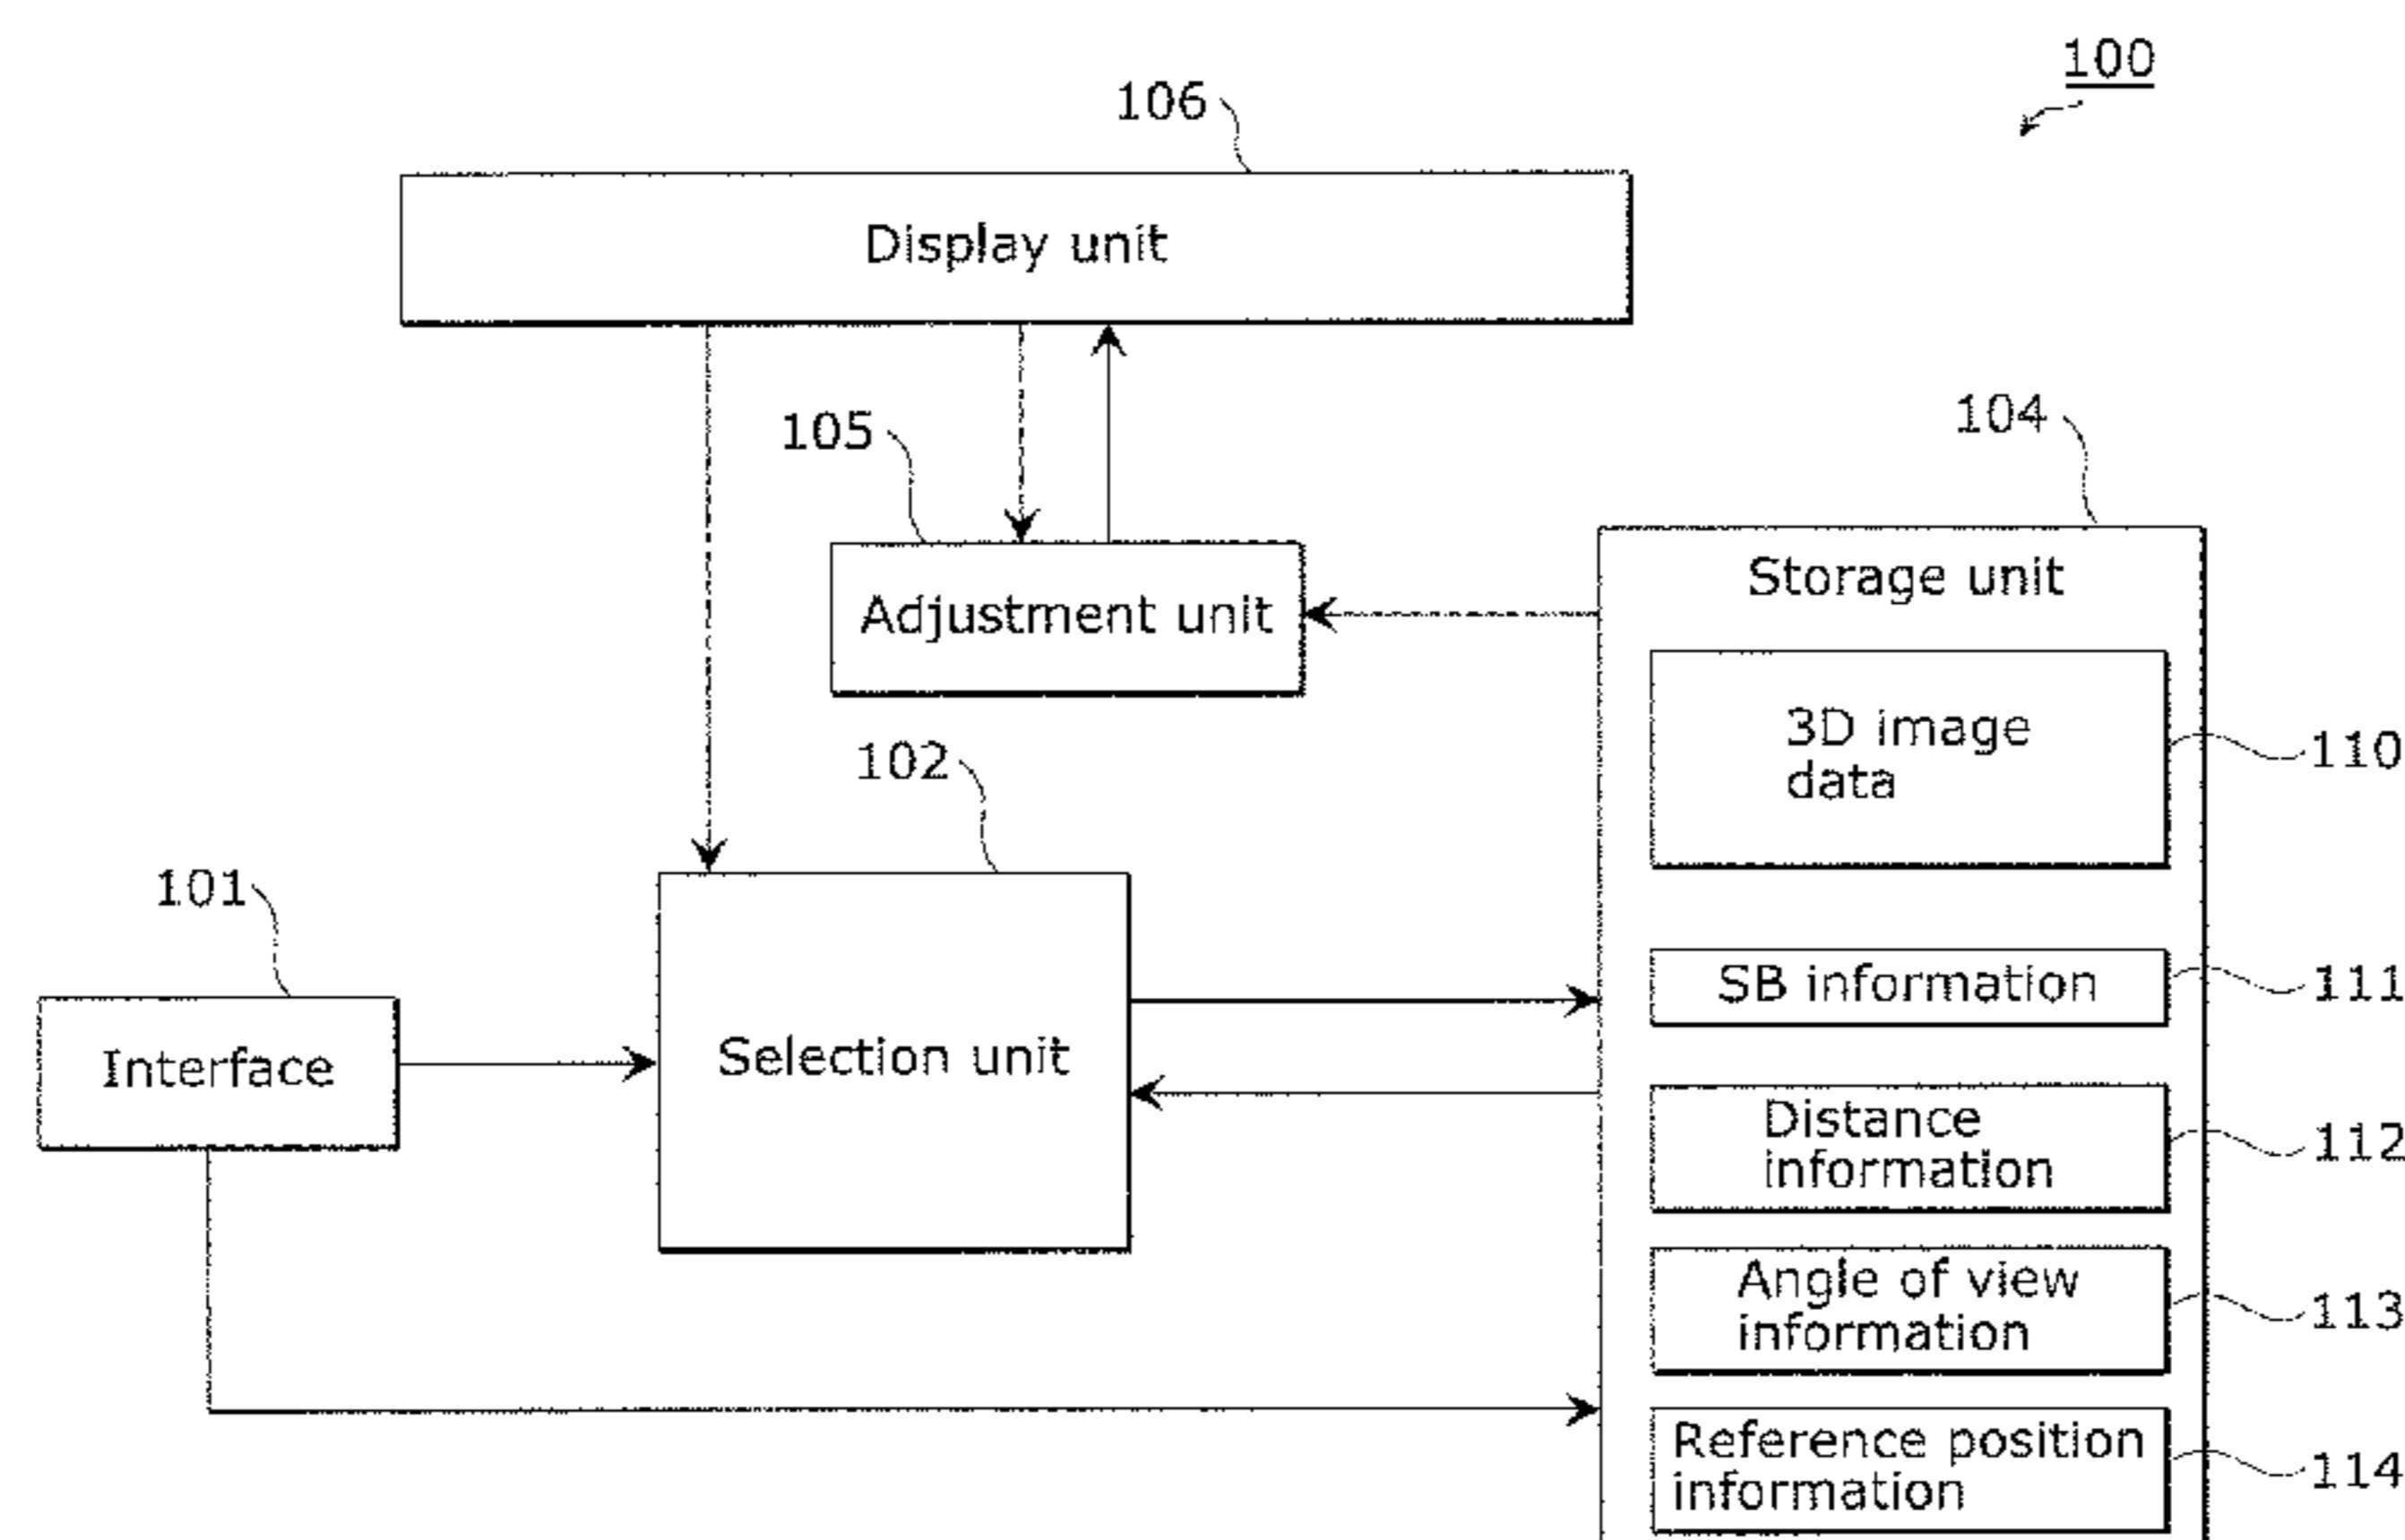 100
106
Display unit
105
104
Adjustment unit
Storage unit
3D image
data
110
102
101
SB information
111
Interface
Selection unit
Distance
information
112
Angle of view
information
113
Reference position
information
114